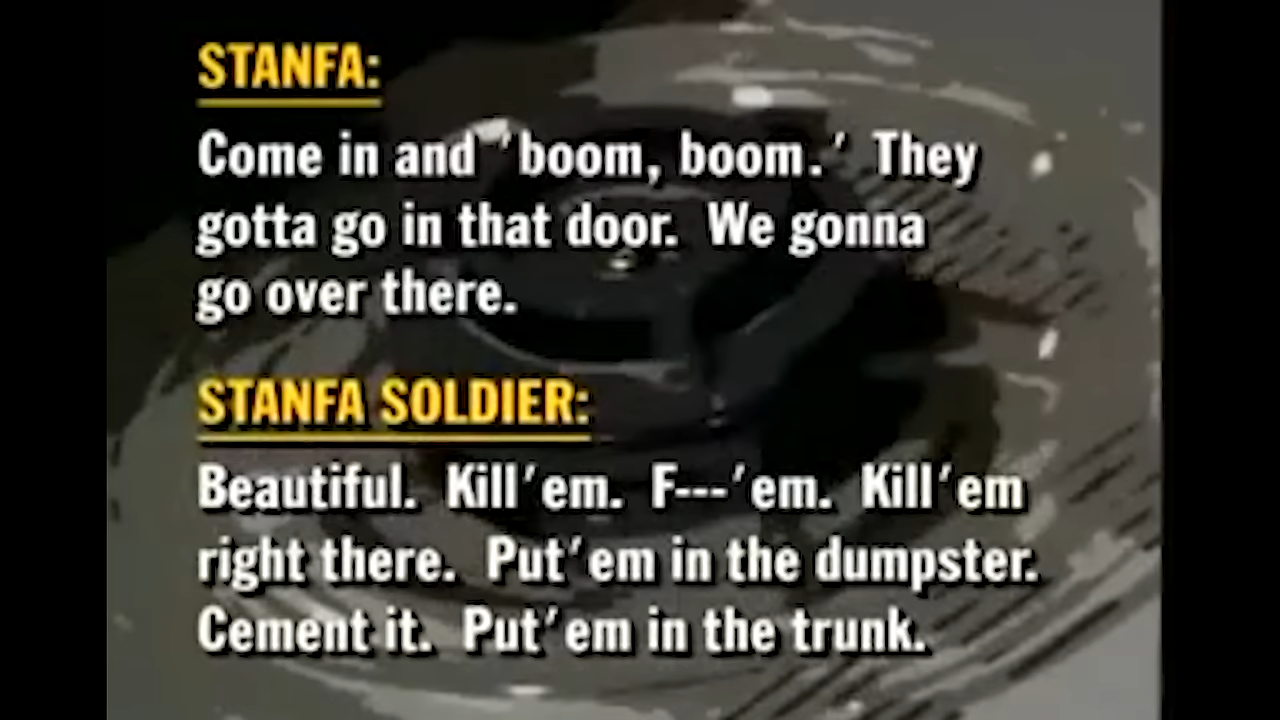 STANFA:
Come in and 'boom, boom.' They
gotta go in that door. We gonna
go over there.
STANFA SOLDIER:
Beautiful. Kill'em. F---'em. Kill'em
right there. Put'em in the dumpster.
Cement it. Put'em in the trunk.